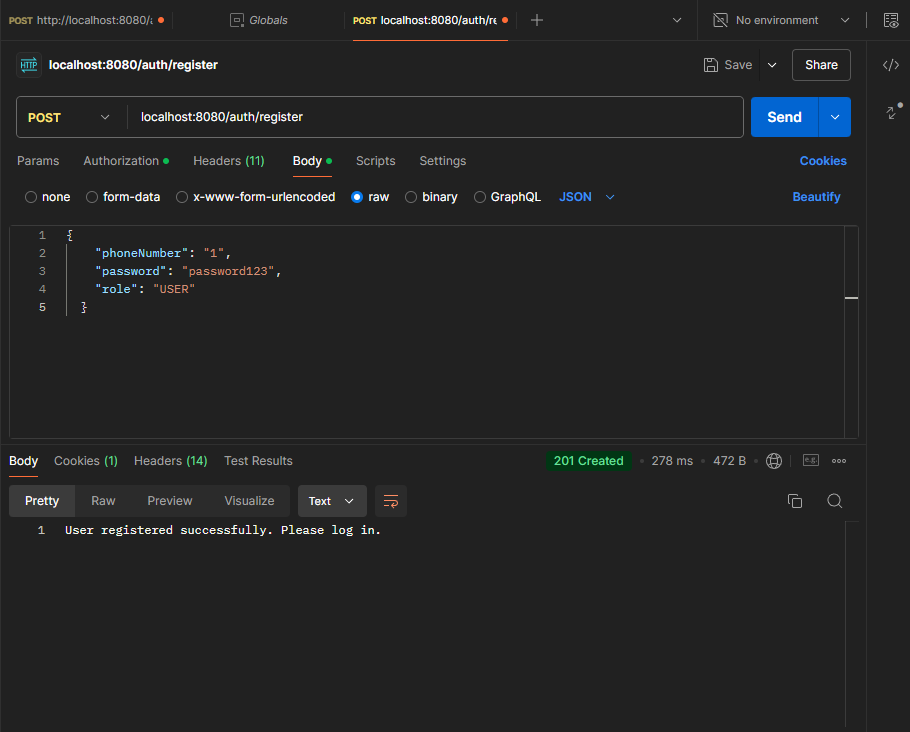 POST http://localhost:8080/a
Globals
POST localhost:8080/auth/re
No environment
HTTP localhost:8080/auth/register
Save
Share
POST
localhost:8080/auth/register
Send
Params Authorization Headers (11) Body Scripts Settings Cookies
none form-data x-www-form-urlencoded raw binary GraphQL JSON Beautify
1 {
2 "phoneNumber": "1",
3 "password": "password123",
4 "role": "USER"
5 }
Body Cookies (1) Headers (14) Test Results 201 Created • 278 ms • 472 B •
Pretty Raw Preview Visualize Text
1 User registered successfully. Please log in.